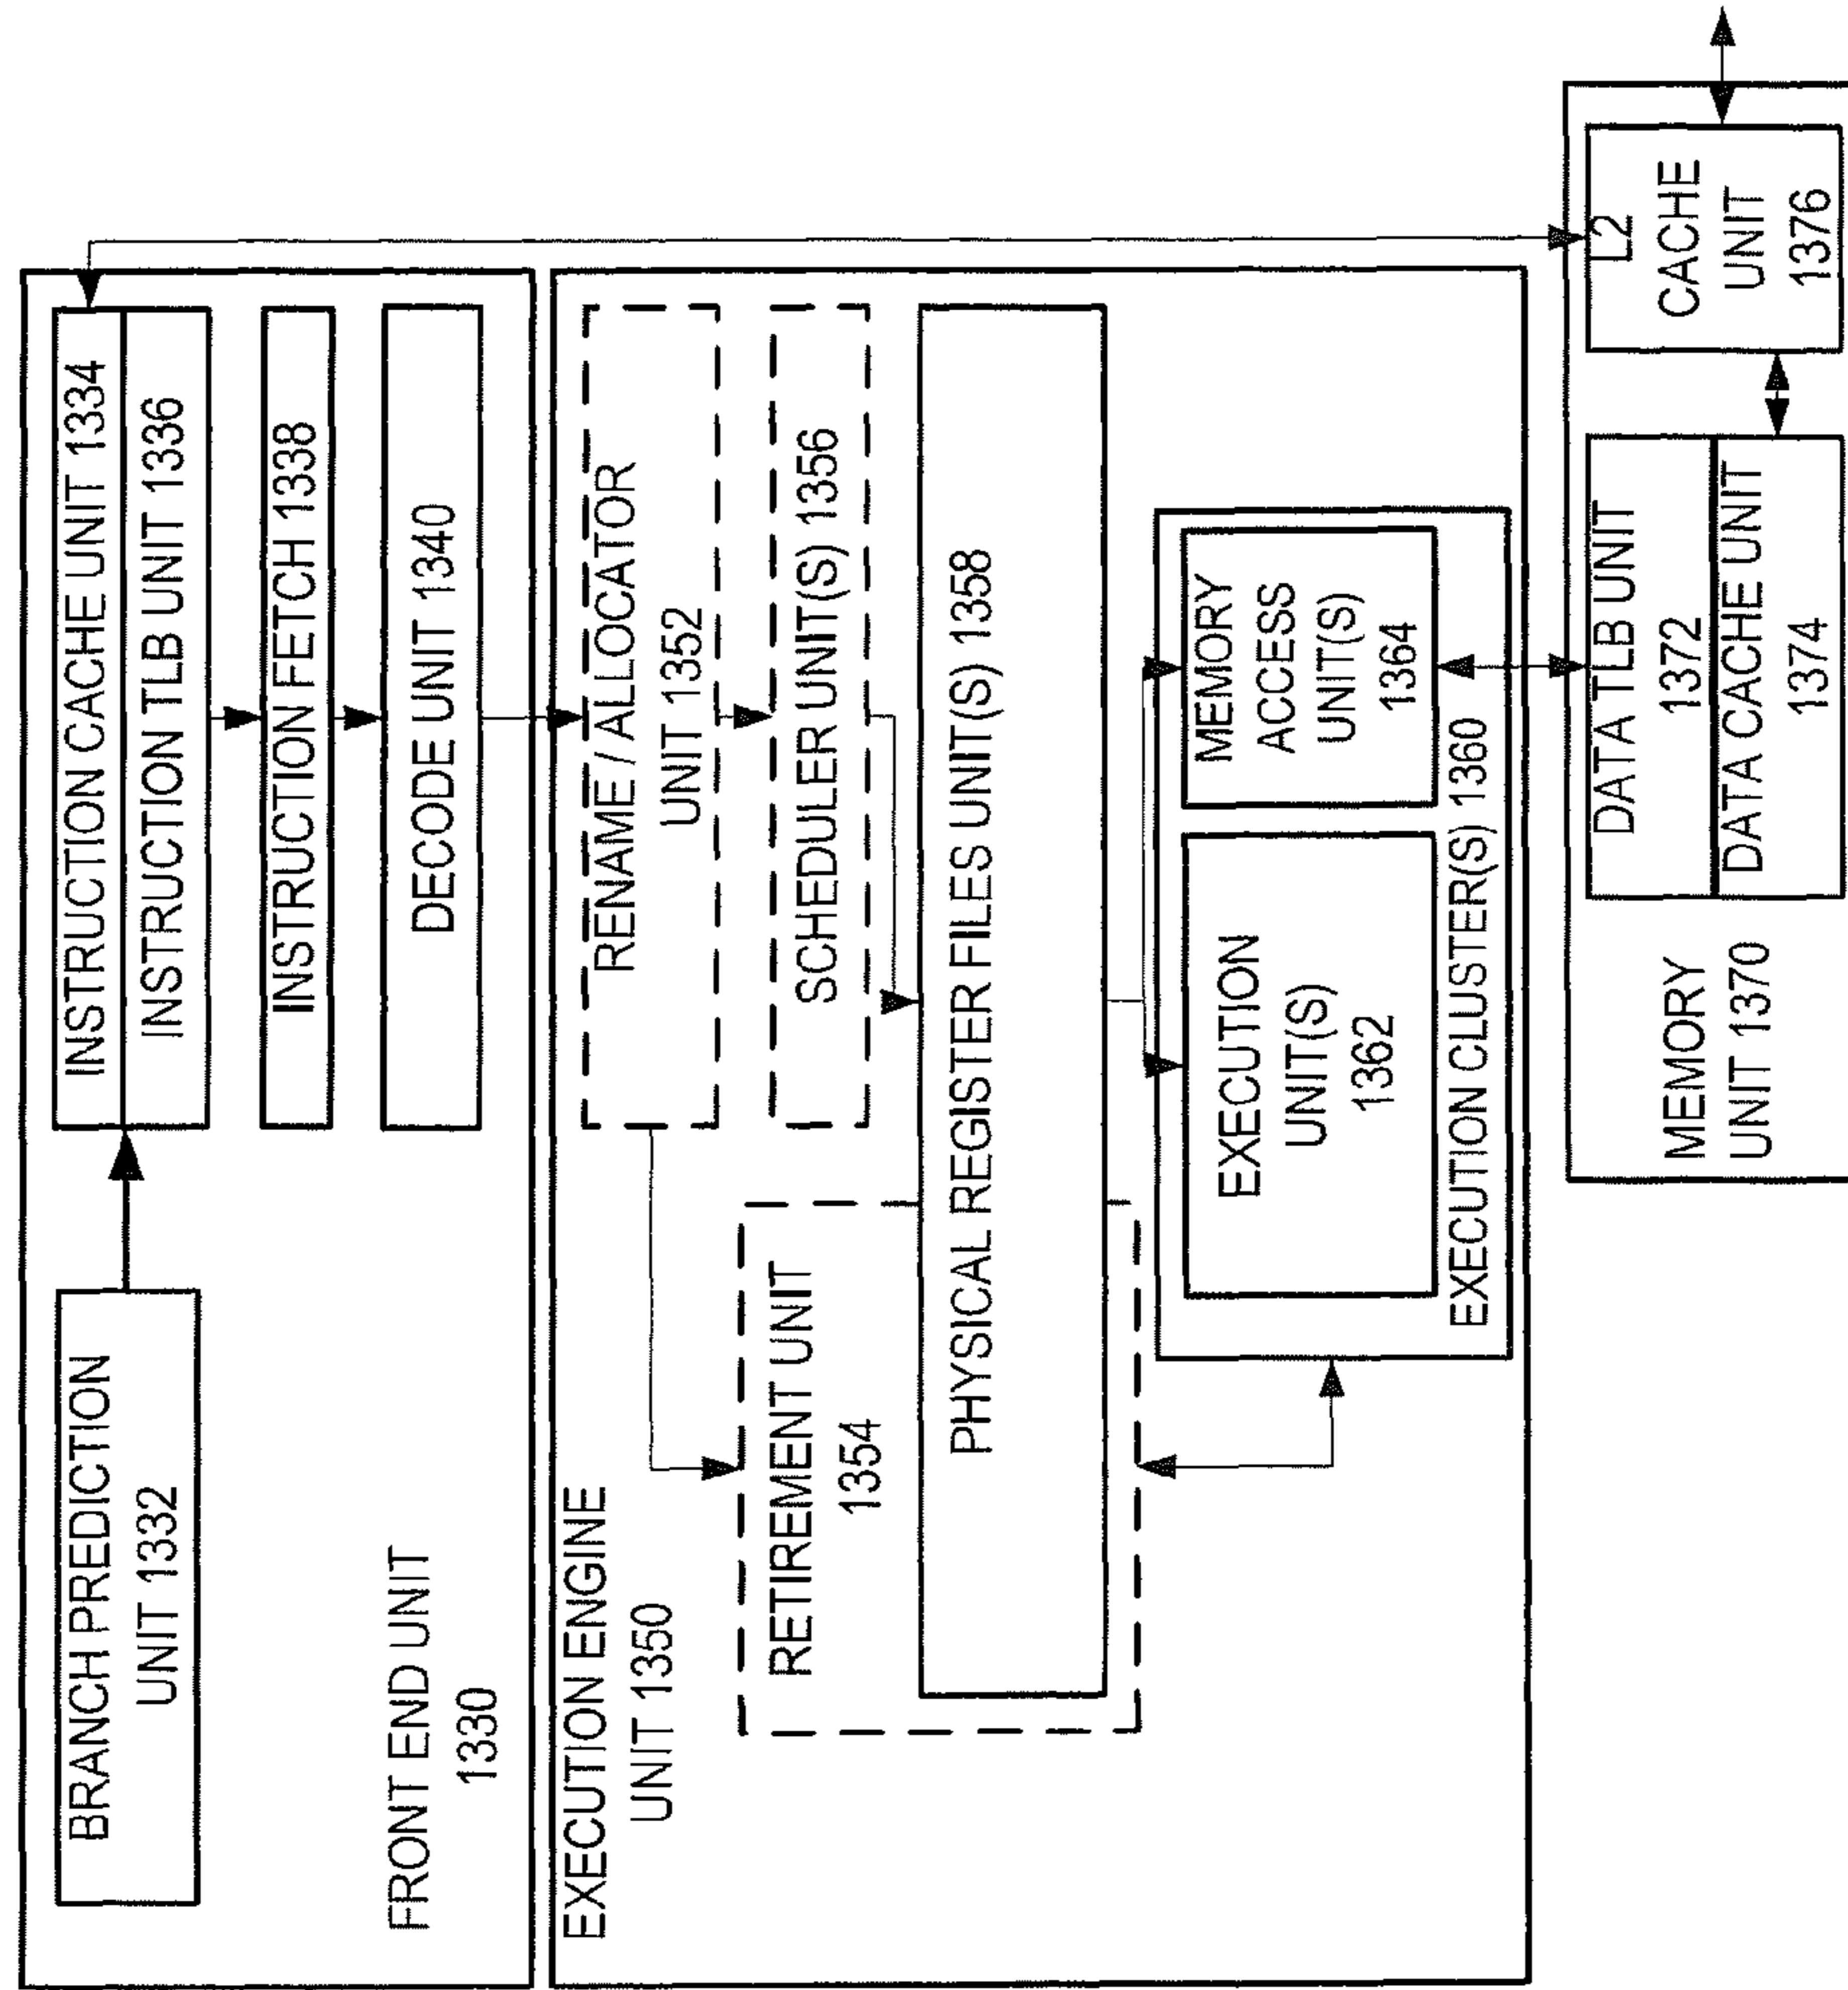 BRANCH PREDICTION
UNIT 1332
INSTRUCTION CACHE UNIT 1334
INSTRUCTION TLB UNIT 1336
INSTRUCTION FETCH 1338
DECODE UNIT 1340
FRONT END UNIT
1330
EXECUTION ENGINE
UNIT 1350
RENAME / ALLOCATOR
UNIT 1352
RETIREMENT UNIT
1354
SCHEDULER UNIT(S) 1356
PHYSICAL REGISTER FILES UNIT(S) 1358
EXECUTION
UNIT(S)
1362
MEMORY
ACCESS
UNIT(S)
1364
EXECUTION CLUSTER(S) 1360
MEMORY
UNIT 1370
DATA TLB UNIT
1372
DATA CACHE UNIT
1374
L2
CACHE
UNIT
1376